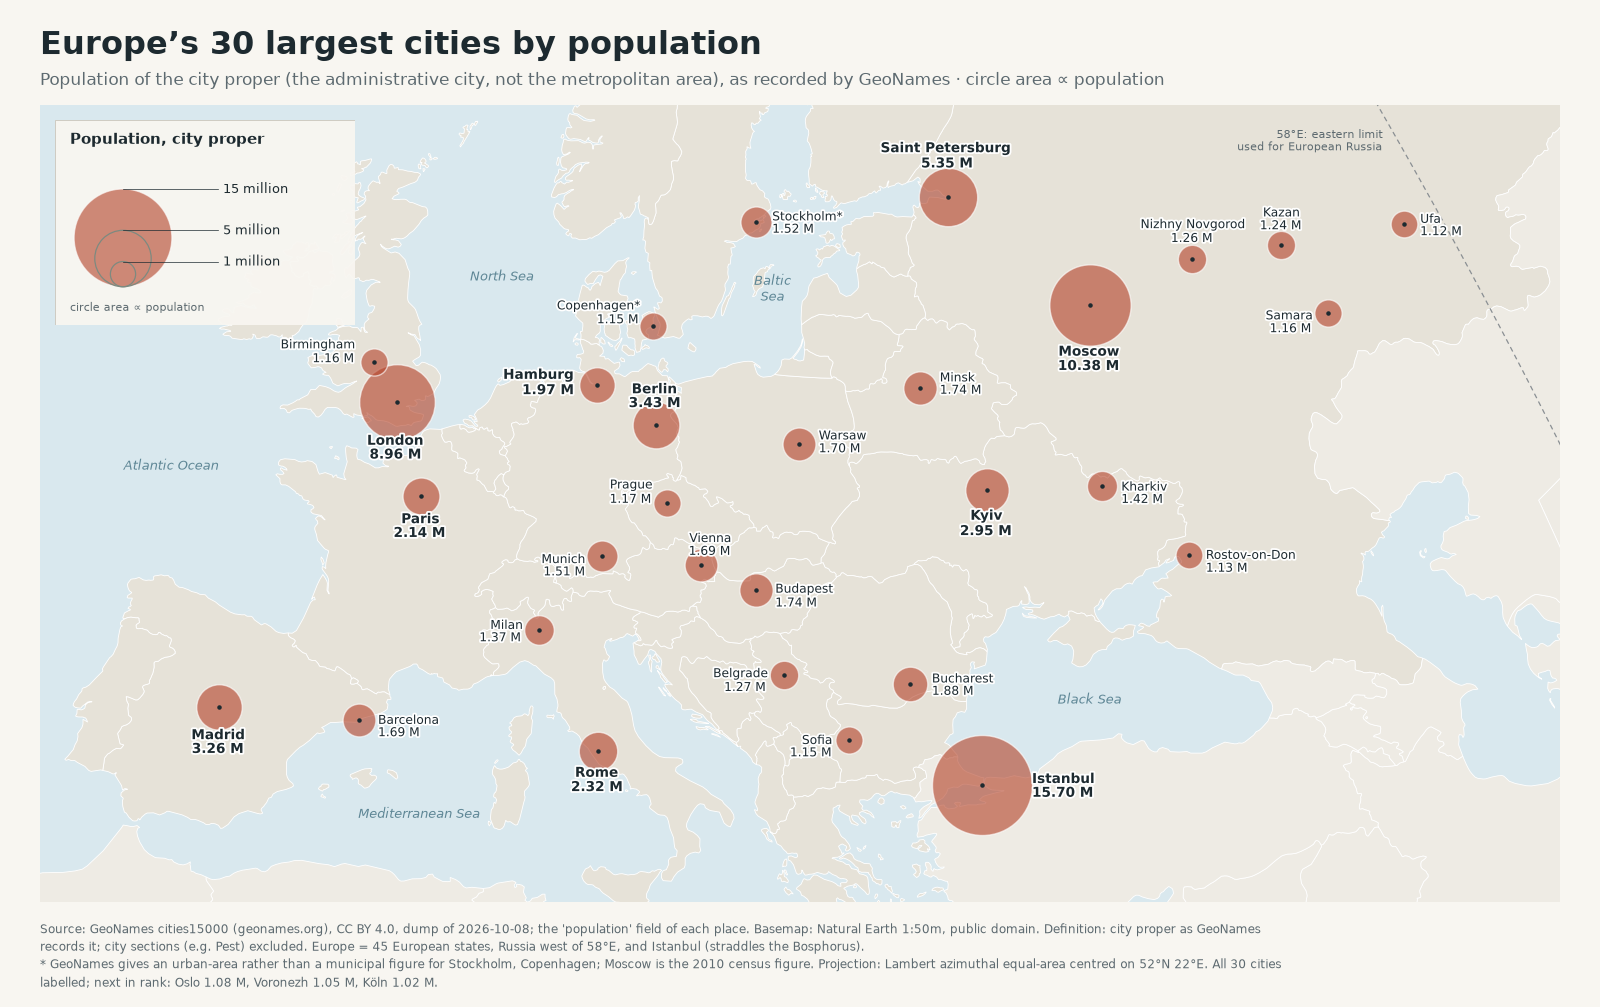 Europe’s 30 largest cities by population
Population of the city proper (the administrative city, not the metropolitan area), as recorded by GeoNames · circle area ∝ population
Population, city proper
15 million
5 million
1 million
circle area ∝ population
58°E: eastern limit
used for European Russia
Saint Petersburg
5.35 M
Stockholm*
1.52 M
Nizhny Novgorod
1.26 M
Kazan
1.24 M
Ufa
1.12 M
North Sea
Baltic
Sea
Copenhagen*
1.15 M
Samara
1.16 M
Birmingham
1.16 M
Moscow
10.38 M
Hamburg
1.97 M
Berlin
3.43 M
Minsk
1.74 M
London
8.96 M
Warsaw
1.70 M
Atlantic Ocean
Prague
1.17 M
Kharkiv
1.42 M
Paris
2.14 M
Kyiv
2.95 M
Vienna
1.69 M
Munich
1.51 M
Rostov-on-Don
1.13 M
Budapest
1.74 M
Milan
1.37 M
Belgrade
1.27 M
Bucharest
1.88 M
Black Sea
Madrid
3.26 M
Barcelona
1.69 M
Sofia
1.15 M
Rome
2.32 M
Istanbul
15.70 M
Mediterranean Sea
Source: GeoNames cities15000 (geonames.org), CC BY 4.0, dump of 2026-10-08; the 'population' field of each place. Basemap: Natural Earth 1:50m, public domain. Definition: city proper as GeoNames
records it; city sections (e.g. Pest) excluded. Europe = 45 European states, Russia west of 58°E, and Istanbul (straddles the Bosphorus).
* GeoNames gives an urban-area rather than a municipal figure for Stockholm, Copenhagen; Moscow is the 2010 census figure. Projection: Lambert azimuthal equal-area centred on 52°N 22°E. All 30 cities
labelled; next in rank: Oslo 1.08 M, Voronezh 1.05 M, Köln 1.02 M.